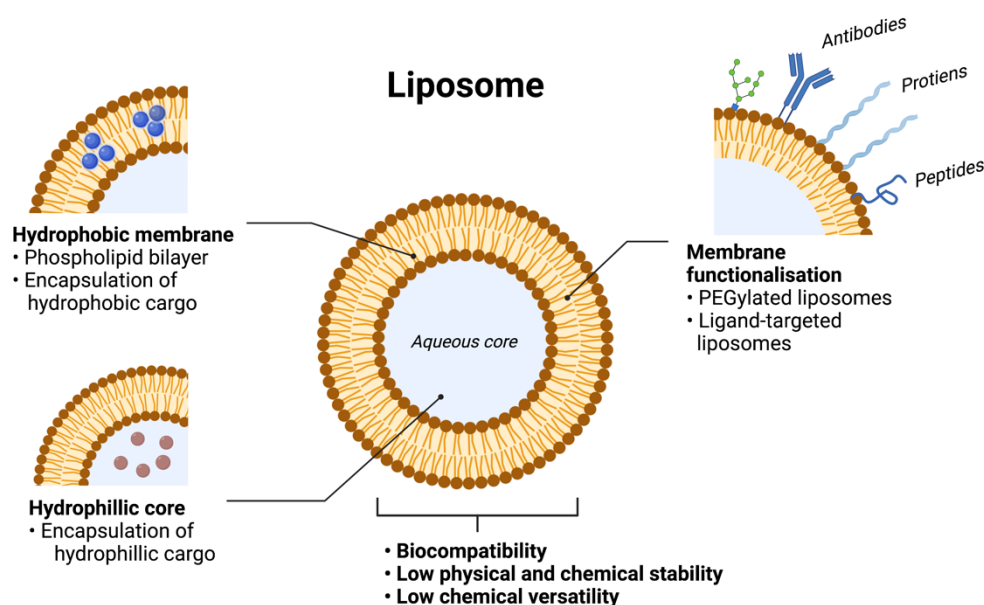 Liposome
Antibodies
Protiens
Peptides
Hydrophobic membrane
• Phospholipid bilayer
• Encapsulation of
hydrophobic cargo
Membrane
functionalisation
• PEGylated liposomes
• Ligand-targeted
liposomes
Aqueous core
Hydrophillic core
• Encapsulation of
hydrophillic cargo
• Biocompatibility
• Low physical and chemical stability
• Low chemical versatility